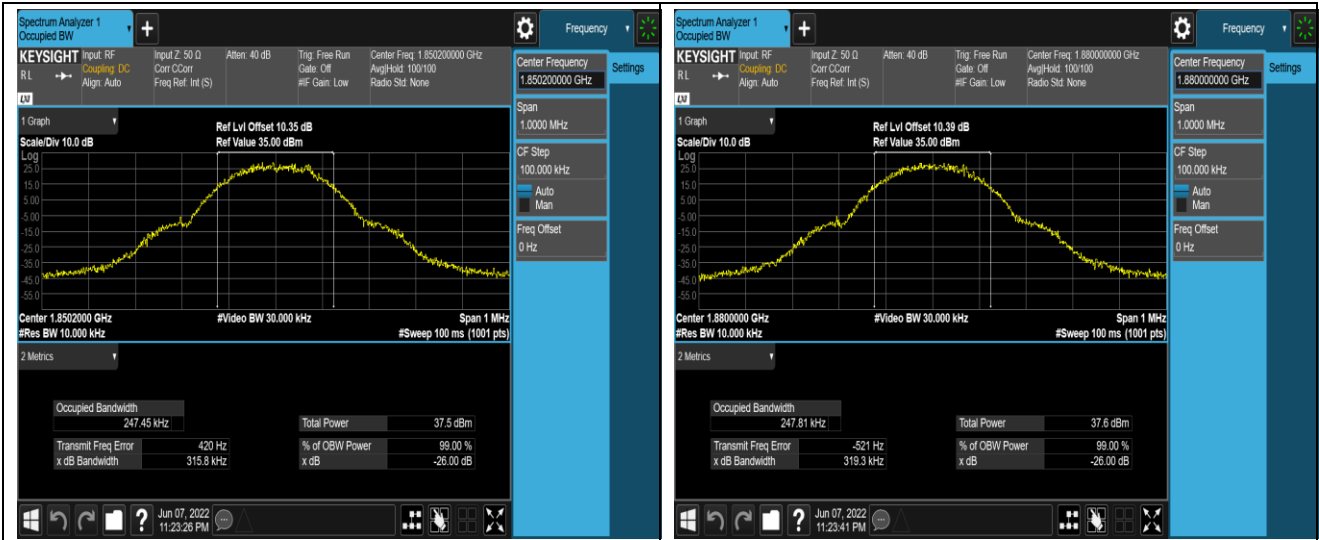 Spectrum Analyzer 1
Occupied BW
+
Frequency
KEYSIGHT
Input: RF
Coupling: DC
Align: Auto
Input Z: 50 Ω
Corr CCorr
Freq Ref: Int (S)
Atten: 40 dB
Trig: Free Run
Gate: Off
#IF Gain: Low
Center Freq: 1.850200000 GHz
Avg|Hold: 100/100
Radio Std: None
R L
LXI
Center Frequency
1.850200000 GHz
Settings
Span
1.0000 MHz
CF Step
100.000 kHz
Auto
Man
Freq Offset
0 Hz
1 Graph
Ref Lvl Offset 10.35 dB
Scale/Div 10.0 dB
Ref Value 35.00 dBm
Log
25.0
15.0
5.00
-5.00
-15.0
-25.0
-35.0
-45.0
-55.0
Center 1.8502000 GHz
#Video BW 30.000 kHz
Span 1 MHz
#Res BW 10.000 kHz
#Sweep 100 ms (1001 pts)
2 Metrics
Occupied Bandwidth
247.45 kHz
Total Power 37.5 dBm
Transmit Freq Error 420 Hz
% of OBW Power 99.00 %
x dB Bandwidth 315.8 kHz
x dB -26.00 dB
?
Jun 07, 2022
11:23:26 PM
Spectrum Analyzer 1
Occupied BW
+
Frequency
KEYSIGHT
Input: RF
Coupling: DC
Align: Auto
Input Z: 50 Ω
Corr CCorr
Freq Ref: Int (S)
Atten: 40 dB
Trig: Free Run
Gate: Off
#IF Gain: Low
Center Freq: 1.880000000 GHz
Avg|Hold: 100/100
Radio Std: None
R L
LXI
Center Frequency
1.880000000 GHz
Settings
Span
1.0000 MHz
CF Step
100.000 kHz
Auto
Man
Freq Offset
0 Hz
1 Graph
Ref Lvl Offset 10.39 dB
Scale/Div 10.0 dB
Ref Value 35.00 dBm
Log
25.0
15.0
5.00
-5.00
-15.0
-25.0
-35.0
-45.0
-55.0
Center 1.8800000 GHz
#Video BW 30.000 kHz
Span 1 MHz
#Res BW 10.000 kHz
#Sweep 100 ms (1001 pts)
2 Metrics
Occupied Bandwidth
247.81 kHz
Total Power 37.6 dBm
Transmit Freq Error -521 Hz
% of OBW Power 99.00 %
x dB Bandwidth 319.3 kHz
x dB -26.00 dB
?
Jun 07, 2022
11:23:41 PM